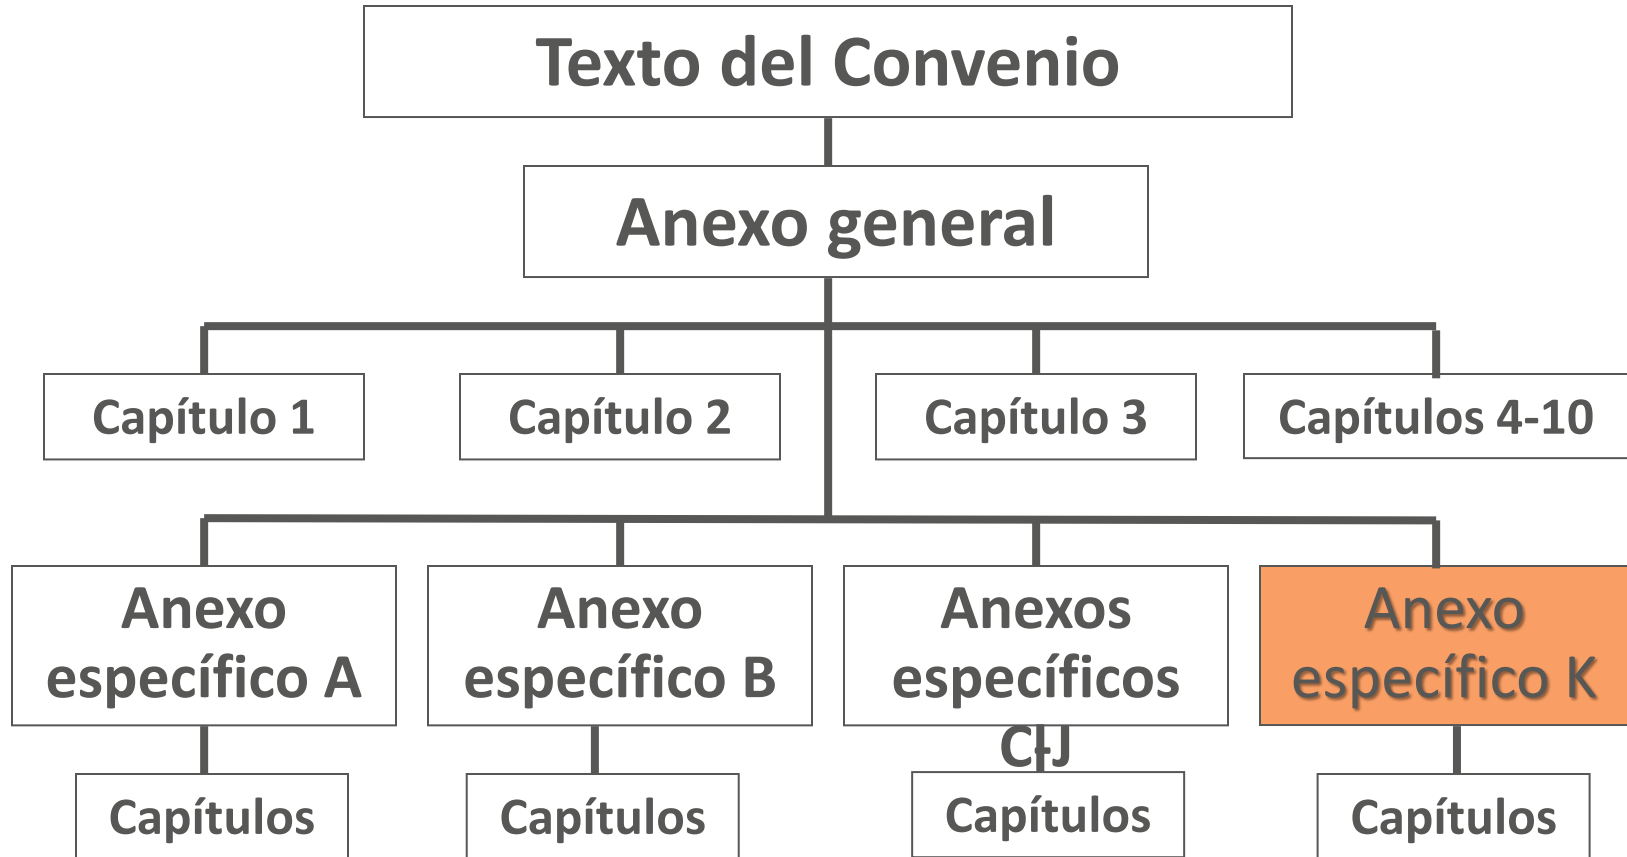 Texto del Convenio
Anexo general
Capítulo 1
Capítulo 2
Capítulo 3
Capítulos 4-10
Anexo
específico A
Anexo
específico B
Anexos
específicos
C-J
Anexo
específico K
Capítulos
Capítulos
Capítulos
Capítulos